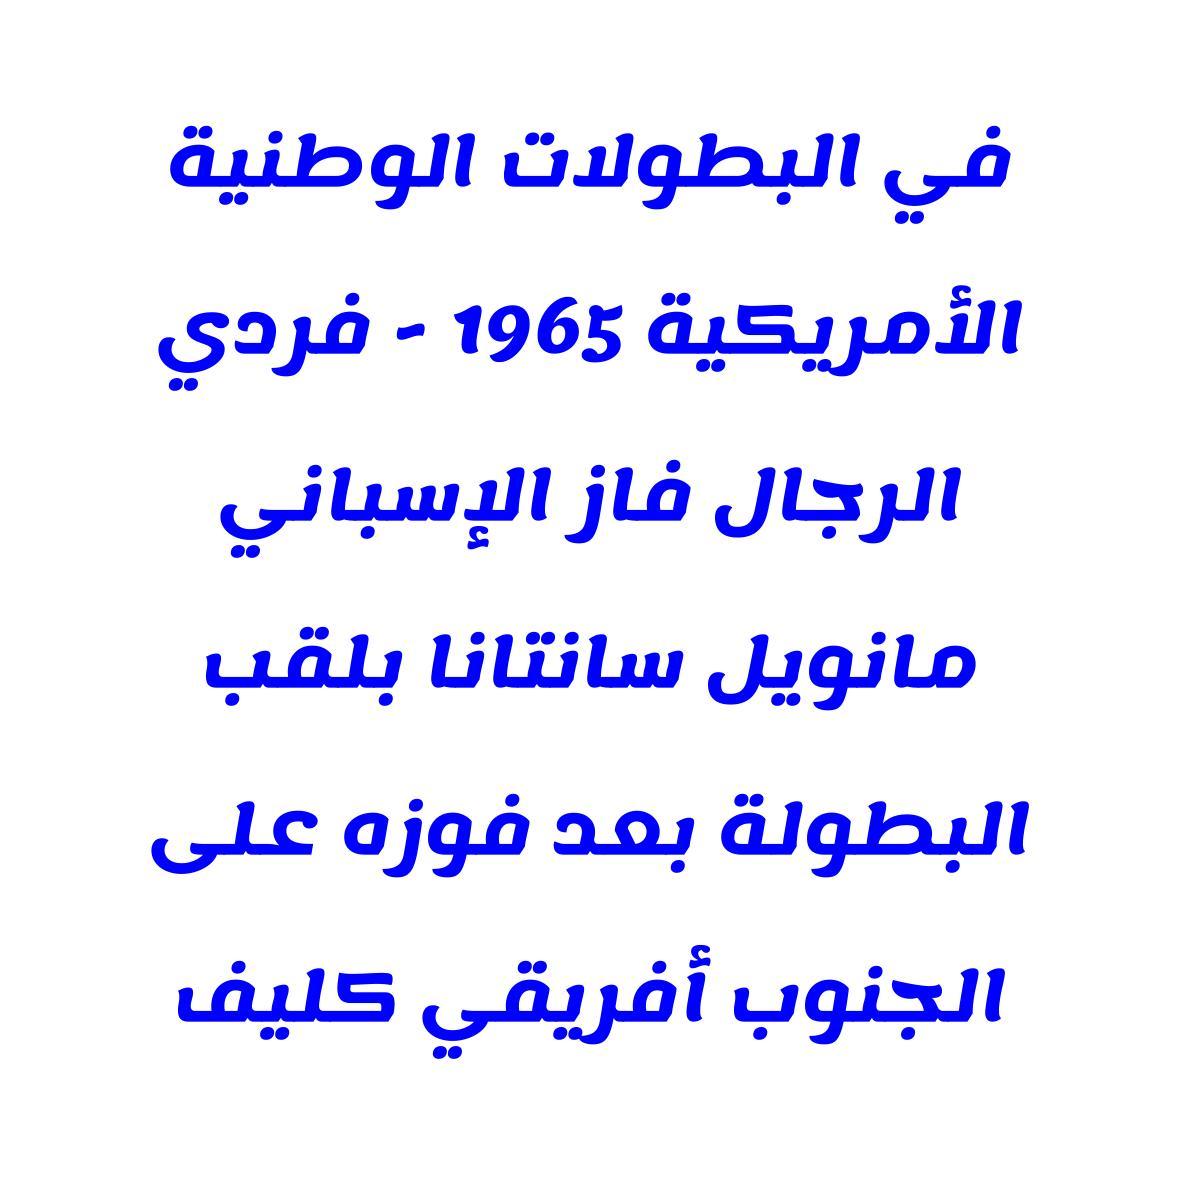 في البطولات الوطنية
الأمريكية 1965 - فردي
الرجال فاز الإسباني
مانويل سانتانا بلقب
البطولة بعد فوزه على
الجنوب أفريقي كليف